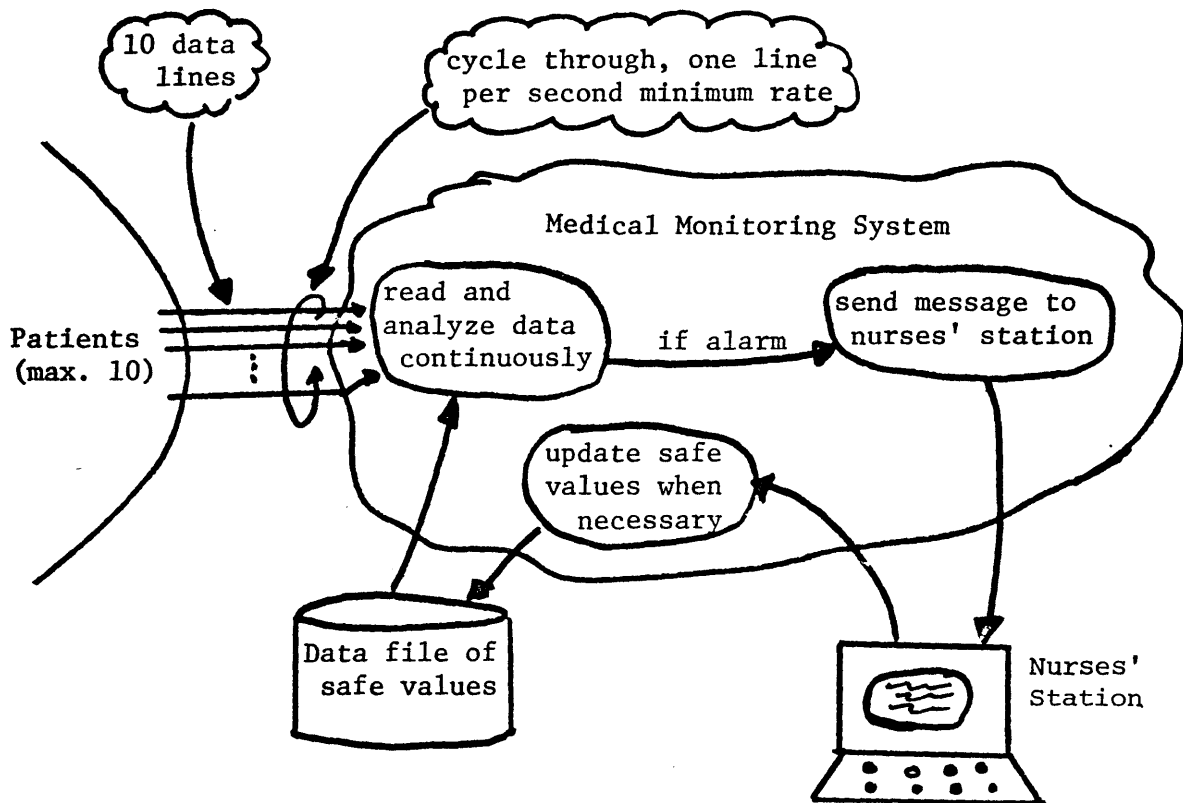 10 data
lines
cycle through, one line
per second minimum rate
Medical Monitoring System
read and
analyze data
continuously
if alarm
send message to
nurses' station
Patients
(max. 10)
update safe
values when
necessary
Data file of
safe values
Nurses'
Station